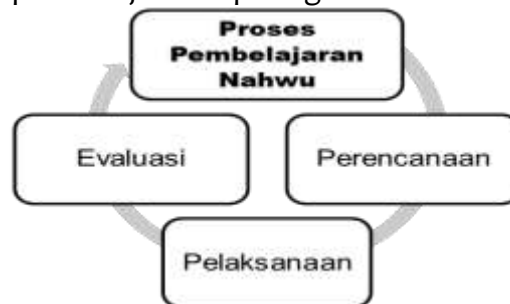 Proses
Pembelajaran
Nahwu
Evaluasi
Perencanaan
Pelaksanaan